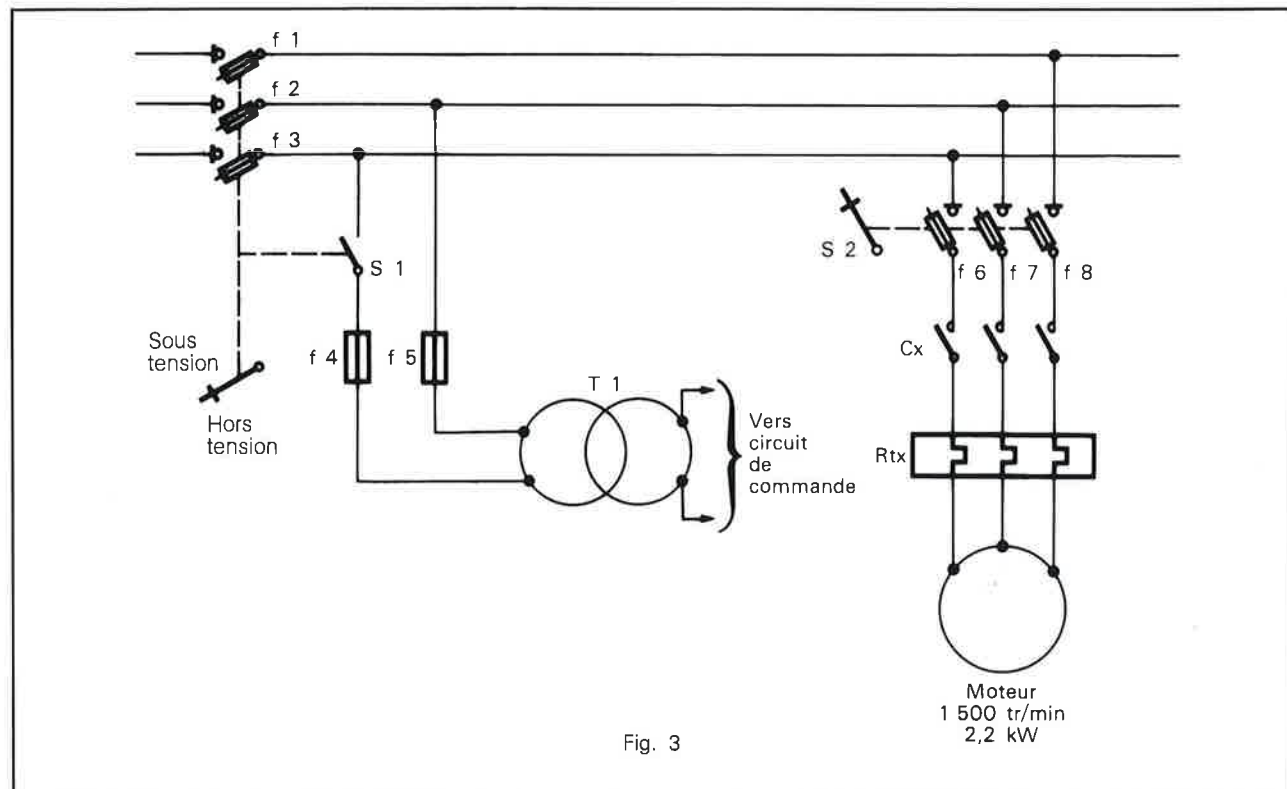 f 1
f 2
f 3
S 1
S 2
f 6 f 7 f 8
Sous
tension
Hors
tension
f 4 f 5
T 1
Vers
circuit
de
commande
Cx
Rtx
Moteur
1 500 tr/min
2,2 kW
Fig. 3